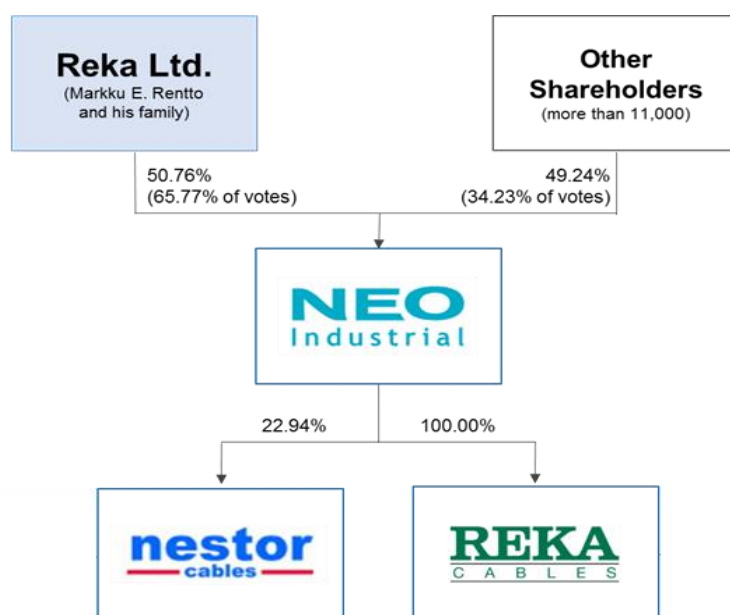 Reka Ltd.
(Markku E. Rentto
and his family)
Other
Shareholders
(more than 11,000)
50.76%
(65.77% of votes)
49.24%
(34.23% of votes)
NEO
Industrial
22.94%
100.00%
nestor
cables
REKA
CABLES